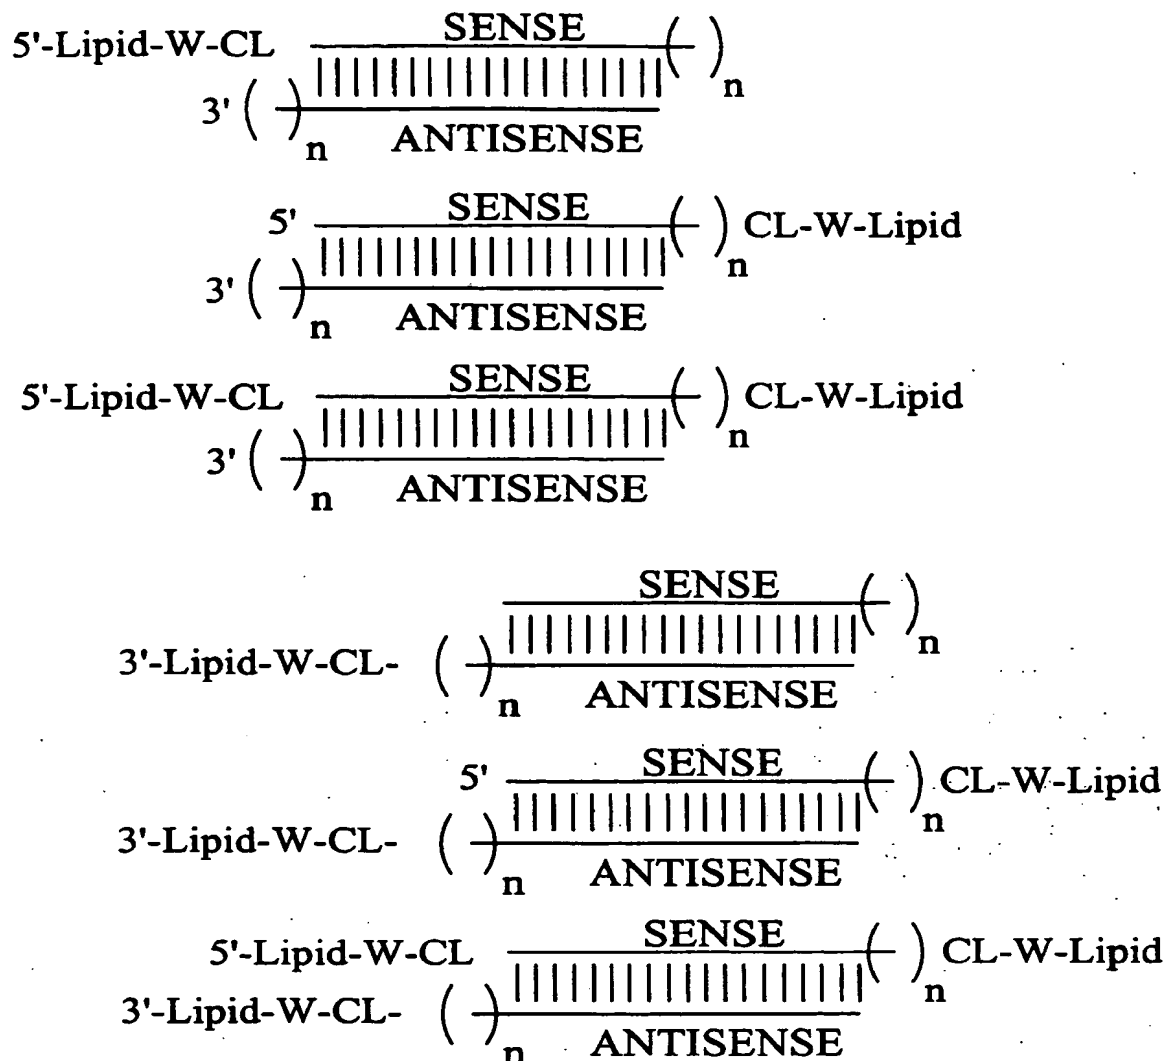 SENSE
5'-Lipid-W-CL ( )n
3' ( )n
ANTISENSE
SENSE
5' ( )n CL-W-Lipid
3' ( )n
ANTISENSE
SENSE
5'-Lipid-W-CL ( )n CL-W-Lipid
3' ( )n
ANTISENSE
SENSE
( )n
3'-Lipid-W-CL- ( )n
ANTISENSE
SENSE
5' ( )n CL-W-Lipid
3'-Lipid-W-CL- ( )n
ANTISENSE
SENSE
5'-Lipid-W-CL ( )n CL-W-Lipid
3'-Lipid-W-CL- ( )n
ANTISENSE